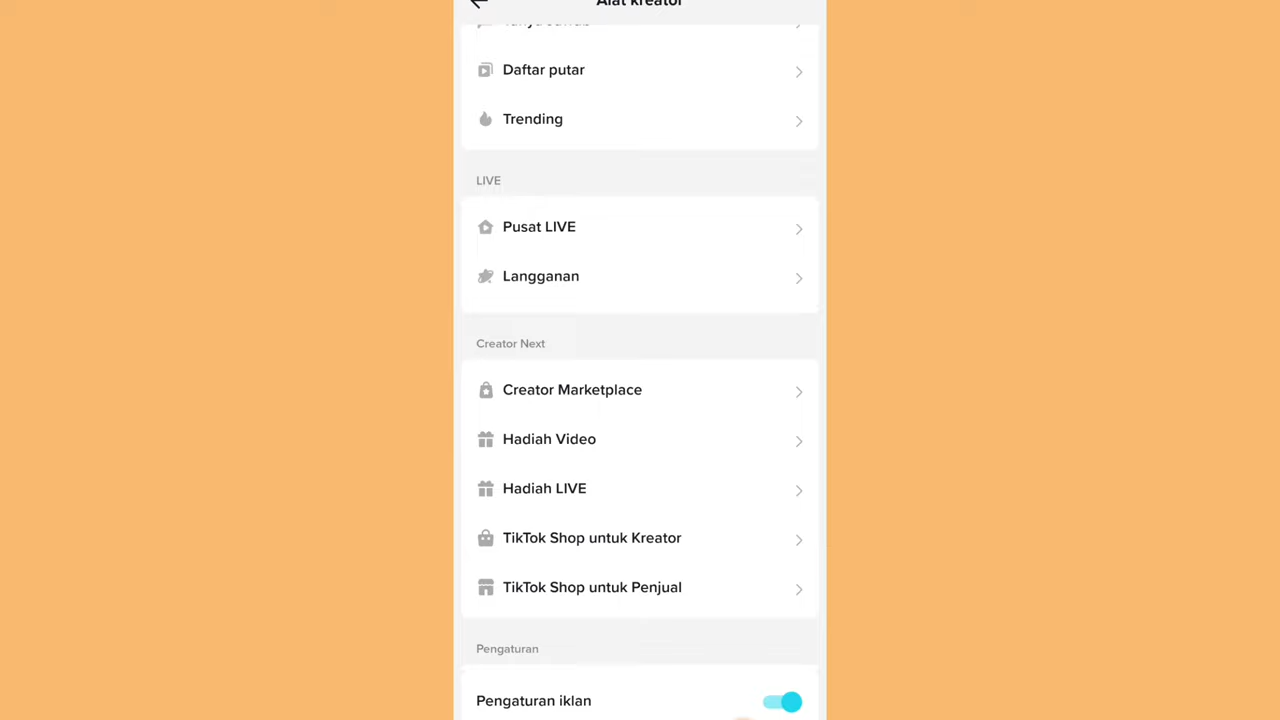 Alat kreator
Daftar putar
Trending
LIVE
Pusat LIVE
Langganan
Creator Next
Creator Marketplace
Hadiah Video
Hadiah LIVE
TikTok Shop untuk Kreator
TikTok Shop untuk Penjual
Pengaturan
Pengaturan iklan